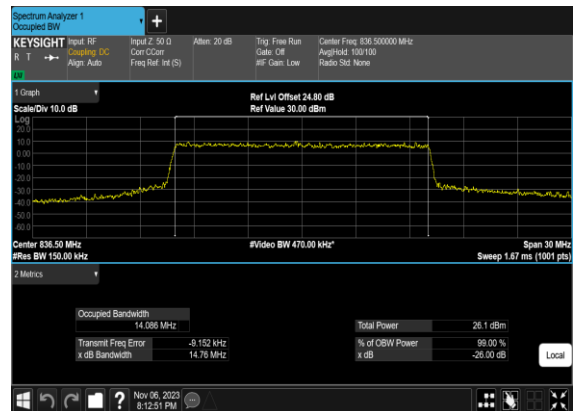 Spectrum Analyzer 1
Occupied BW
KEYSIGHT Input: RF Input Z: 50 Ω Atten: 20 dB Trig: Free Run Center Freq: 836.500000 MHz
R T Coupling: DC Corr CCorr Gate: Off Avg|Hold: 100/100
Align: Auto Freq Ref: Int (S) #IF Gain: Low Radio Std: None
LW
1 Graph
Ref Lvl Offset 24.80 dB
Scale/Div 10.0 dB Ref Value 30.00 dBm
Log
20.0
10.0
0.00
-10.0
-20.0
-30.0
-40.0
-50.0
-60.0
Center 836.50 MHz #Video BW 470.00 kHz* Span 30 MHz
#Res BW 150.00 kHz Sweep 1.67 ms (1001 pts)
2 Metrics
Occupied Bandwidth
14.086 MHz Total Power 26.1 dBm
Transmit Freq Error -9.152 kHz % of OBW Power 99.00 %
x dB Bandwidth 14.76 MHz x dB -26.00 dB
Local
? Nov 06, 2023
8:12:51 PM